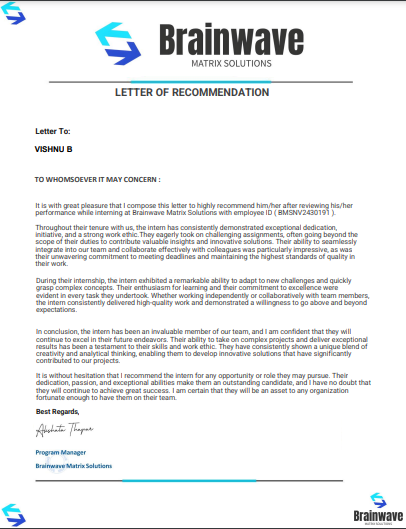 Brainwave
MATRIX SOLUTIONS
LETTER OF RECOMMENDATION
Letter To:
VISHNU B
TO WHOMSOEVER IT MAY CONCERN :
It is with great pleasure that I compose this letter to highly recommend him/her after reviewing his/her
performance while interning at Brainwave Matrix Solutions with employee ID ( BMSNV2430191 ).
Throughout their tenure with us, the intern has consistently demonstrated exceptional dedication,
initiative, and a strong work ethic.They eagerly took on challenging assignments, often going beyond the
scope of their duties to contribute valuable insights and innovative solutions. Their ability to seamlessly
integrate into our team and collaborate effectively with colleagues was particularly impressive, as was
their unwavering commitment to meeting deadlines and maintaining the highest standards of quality in
their work.
During their internship, the intern exhibited a remarkable ability to adapt to new challenges and quickly
grasp complex concepts. Their enthusiasm for learning and their commitment to excellence were
evident in every task they undertook. Whether working independently or collaboratively with team members,
the intern consistently delivered high-quality work and demonstrated a willingness to go above and beyond
expectations.
In conclusion, the intern has been an invaluable member of our team, and I am confident that they will
continue to excel in their future endeavors. Their ability to take on complex projects and deliver exceptional
results has been a testament to their skills and work ethic. They have consistently shown a unique blend of
creativity and analytical thinking, enabling them to develop innovative solutions that have significantly
contributed to our projects.
It is without hesitation that I recommend the intern for any opportunity or role they may pursue. Their
dedication, passion, and exceptional abilities make them an outstanding candidate, and I have no doubt that
they will continue to achieve great success. I am certain that they will be an asset to any organization
fortunate enough to have them on their team.
Best Regards,
Akshata Thapar
Program Manager
Brainwave Matrix Solutions
Brainwave
MATRIX SOLUTIONS